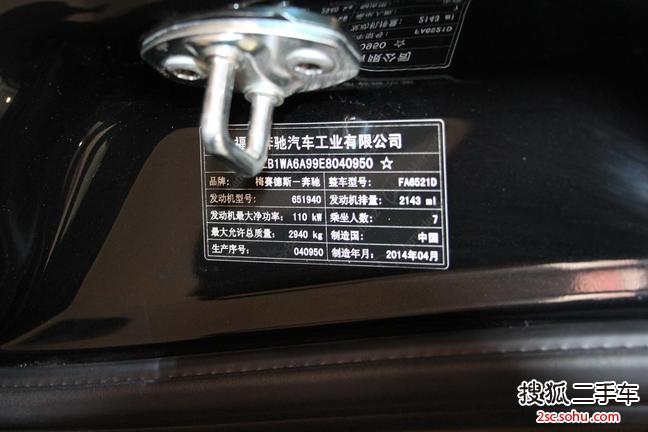 福 奔驰汽车工业有限公司
B1WA6A99E8040950 ☆
品牌: 梅赛德斯-奔驰 整车型号: FA6521D
发动机型号: 651940 发动机排量: 2143 ml
发动机最大净功率: 110 kW 乘坐人数: 7
最大允许总质量: 2940 kg 制造国: 中国
生产序号: 040950 制造年月: 2014年04月
搜狐二手车
2sc.sohu.com